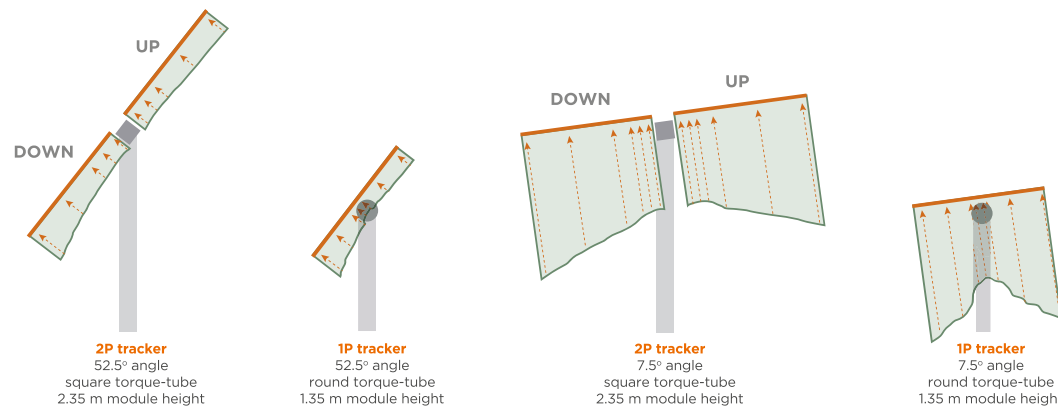 UP
DOWN
2P tracker
52.5° angle
square torque-tube
2.35 m module height
1P tracker
52.5° angle
round torque-tube
1.35 m module height
DOWN
UP
2P tracker
7.5° angle
square torque-tube
2.35 m module height
1P tracker
7.5° angle
round torque-tube
1.35 m module height